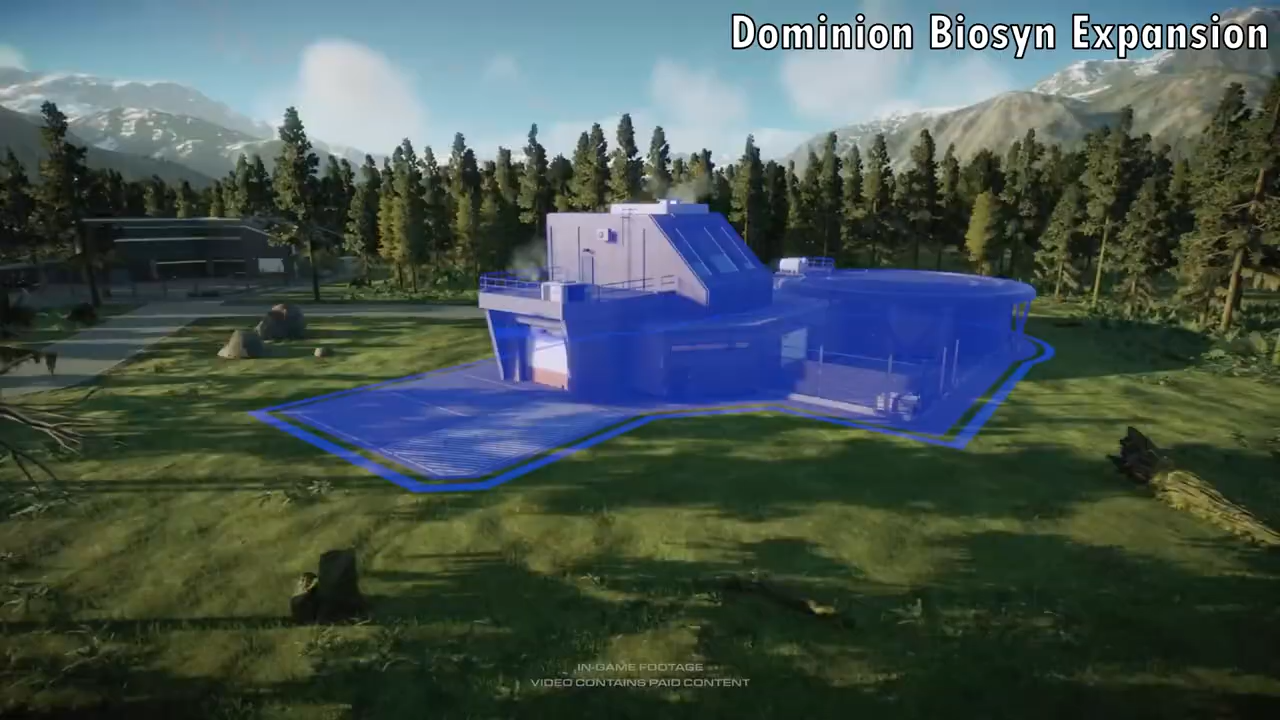 Dominion Biosyn Expansion
IN-GAME FOOTAGE
VIDEO CONTAINS PAID CONTENT